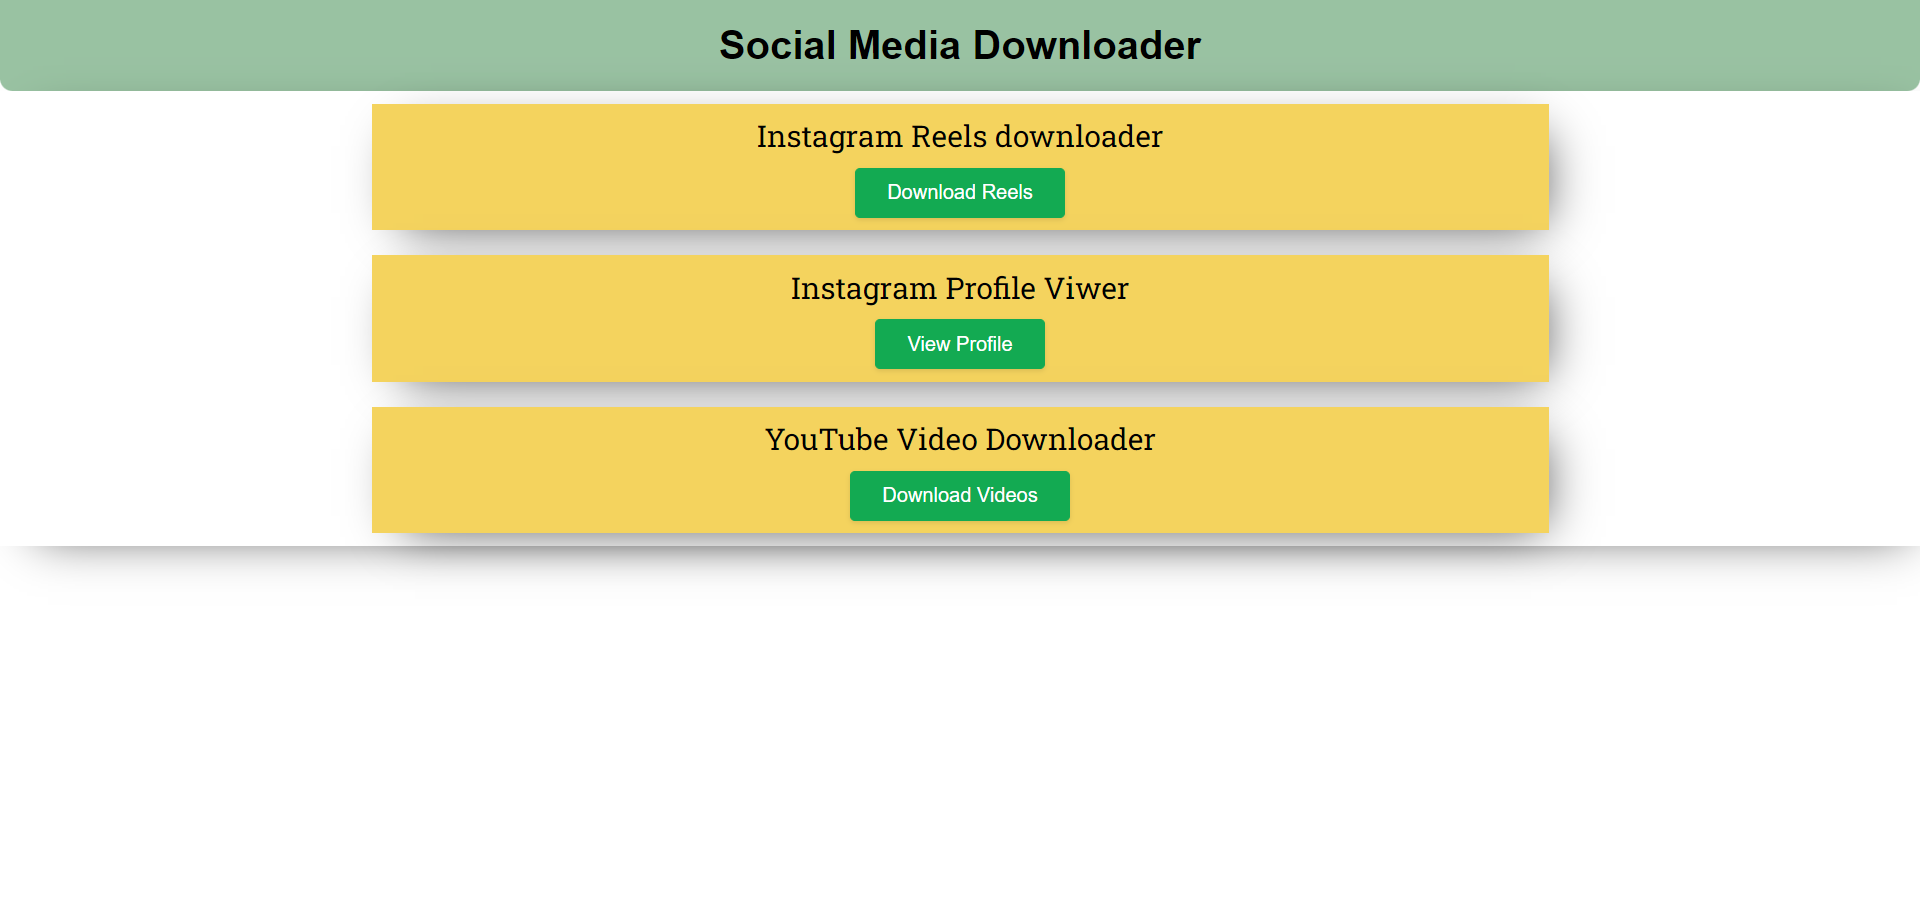 Social Media Downloader
Instagram Reels downloader
Download Reels
Instagram Profile Viwer
View Profile
YouTube Video Downloader
Download Videos